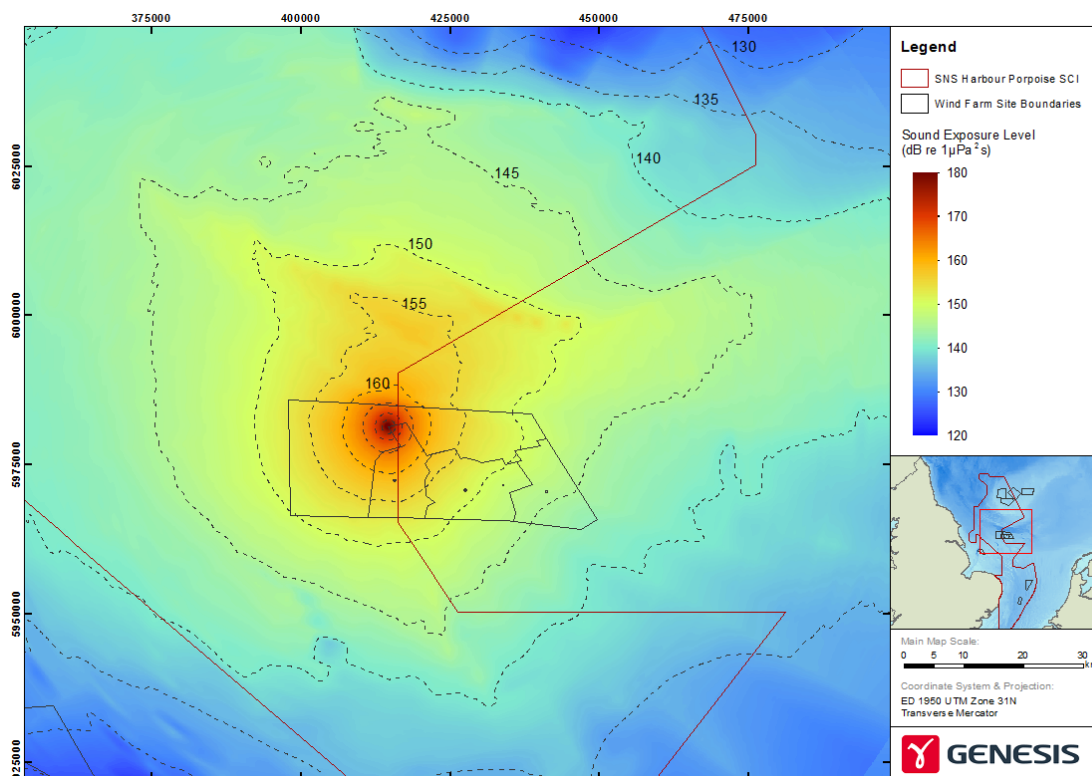 375000 400000 425000 450000 475000
6025000
6000000
5975000
5950000
5925000
130
135
140
145
150
155
160
Legend
SNS Harbour Porpoise SCI
Wind Farm Site Boundaries
Sound Exposure Level
(dB re 1µPa²s)
180
170
160
150
140
130
120
Main Map Scale:
0 5 10 20 30
km
Coordinate System & Projection:
ED 1950 UTM Zone 31N
Transverse Mercator
GENESIS